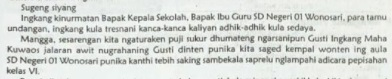 Sugeng siyang
Ingkang kinurmatan Bapak Kepala Sekolah, Bapak Ibu Guru SD Negeri 01 Wonosari, para tamu
undangan, ingkang kula tresnani kanca-kanca kaliyan adhik-adhik kula sedaya.
Mangga, sesarengan kita ngaturaken puji sukur dhumateng ngarsanipun Gusti Ingkang Maha
Kuwaos jalaran awit nugrahaning Gusti dinten punika kita saged kempal wonten ing aula
SD Negeri 01 Wonosari punika kanthi tebih saking sambekala saprelu nglampahi adicara pepisahan
kelas VI.